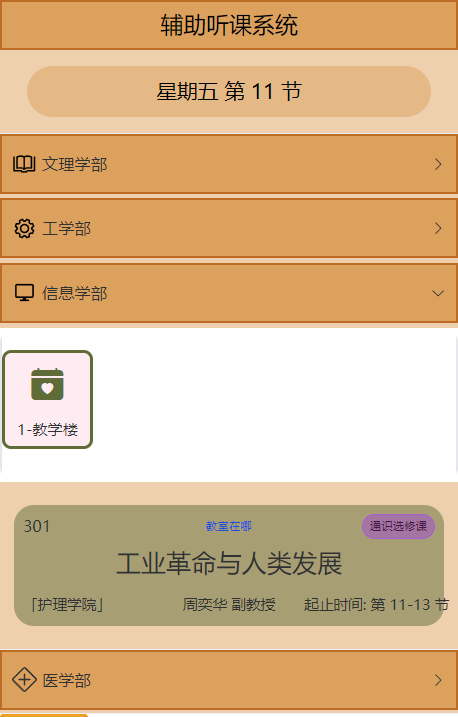 辅助听课系统
星期五 第 11 节
文理学部
工学部
信息学部
1-教学楼
301 教室在哪 通识选修课
工业革命与人类发展
「护理学院」 周奕华 副教授 起止时间: 第 11-13 节
医学部